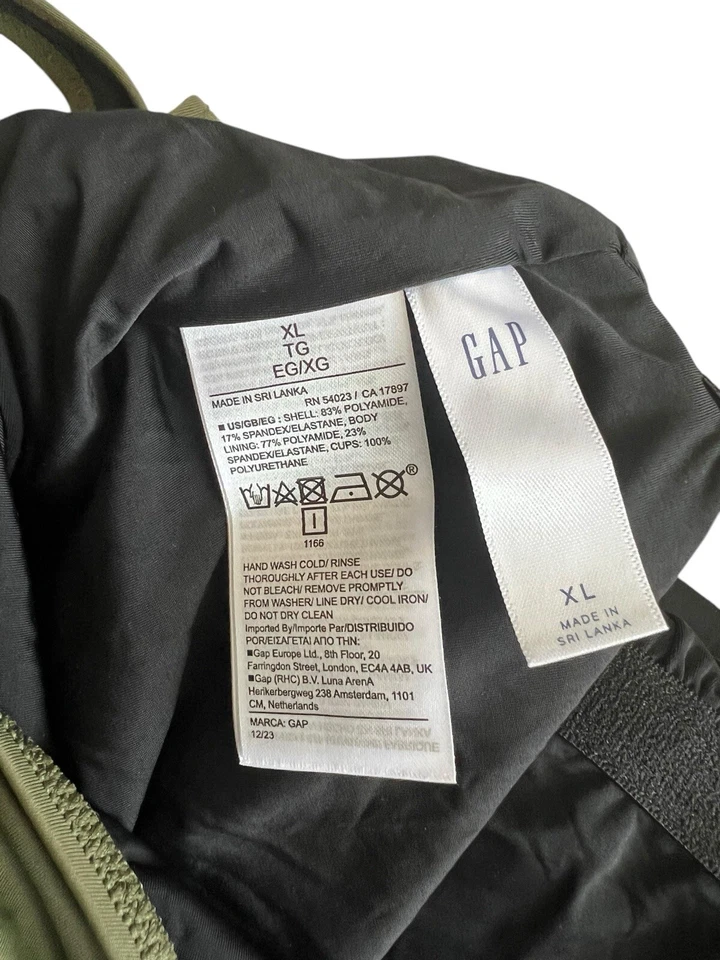 XL
TG
EG/XG
MADE IN SRI LANKA
RN 54023 / CA 17897
■ US/GB/EG : SHELL: 83% POLYAMIDE,
17% SPANDEX/ELASTANE, BODY
LINING: 77% POLYAMIDE, 23%
SPANDEX/ELASTANE, CUPS: 100%
POLYURETHANE
®
1166
HAND WASH COLD/ RINSE
THOROUGHLY AFTER EACH USE/ DO
NOT BLEACH/ REMOVE PROMPTLY
FROM WASHER/ LINE DRY/ COOL IRON/
DO NOT DRY CLEAN
Imported By/Importe Par/DISTRIBUIDO
POR/ΕΙΣΑΓΕΤΑΙ ΑΠΟ ΤΗΝ:
■Gap Europe Ltd., 8th Floor, 20
Farringdon Street, London, EC4A 4AB, UK
■Gap (RHC) B.V. Luna ArenA
Herikerbergweg 238 Amsterdam, 1101
CM, Netherlands
MARCA: GAP
12/23
GAP
XL
MADE IN
SRI LANKA